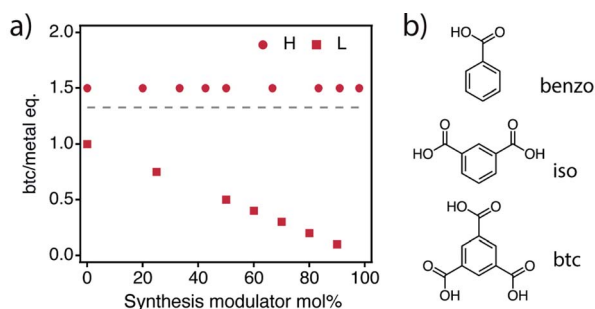 a)
2.0
1.5
1.0
0.5
0.0
btc/metal eq.
H L
0 20 40 60 80 100
Synthesis modulator mol%
b)
HO O
benzo
O O
HO OH
iso
HO O
O O
OH HO
btc